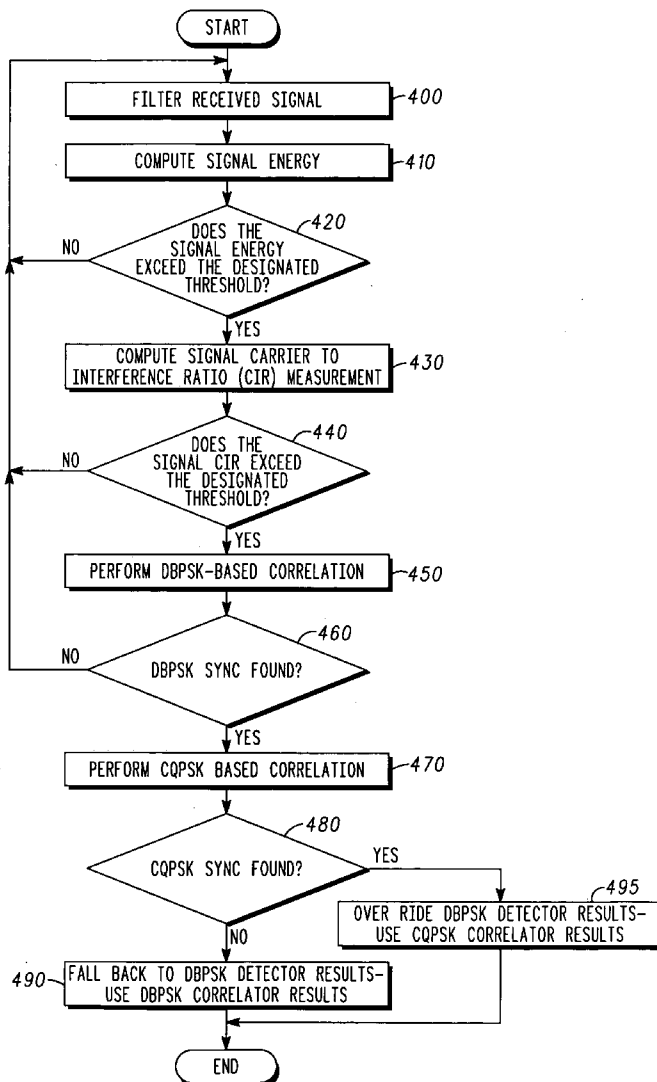 START
FILTER RECEIVED SIGNAL
400
COMPUTE SIGNAL ENERGY
410
420
DOES THE
SIGNAL ENERGY
EXCEED THE DESIGNATED
THRESHOLD?
NO
YES
COMPUTE SIGNAL CARRIER TO
INTERFERENCE RATIO (CIR) MEASUREMENT
430
440
DOES THE
SIGNAL CIR EXCEED
THE DESIGNATED
THRESHOLD?
NO
YES
PERFORM DBPSK-BASED CORRELATION
450
460
NO
DBPSK SYNC FOUND?
YES
PERFORM CQPSK BASED CORRELATION
470
480
CQPSK SYNC FOUND?
YES
495
OVER RIDE DBPSK DETECTOR RESULTS-
USE CQPSK CORRELATOR RESULTS
NO
490
FALL BACK TO DBPSK DETECTOR RESULTS-
USE DBPSK CORRELATOR RESULTS
END